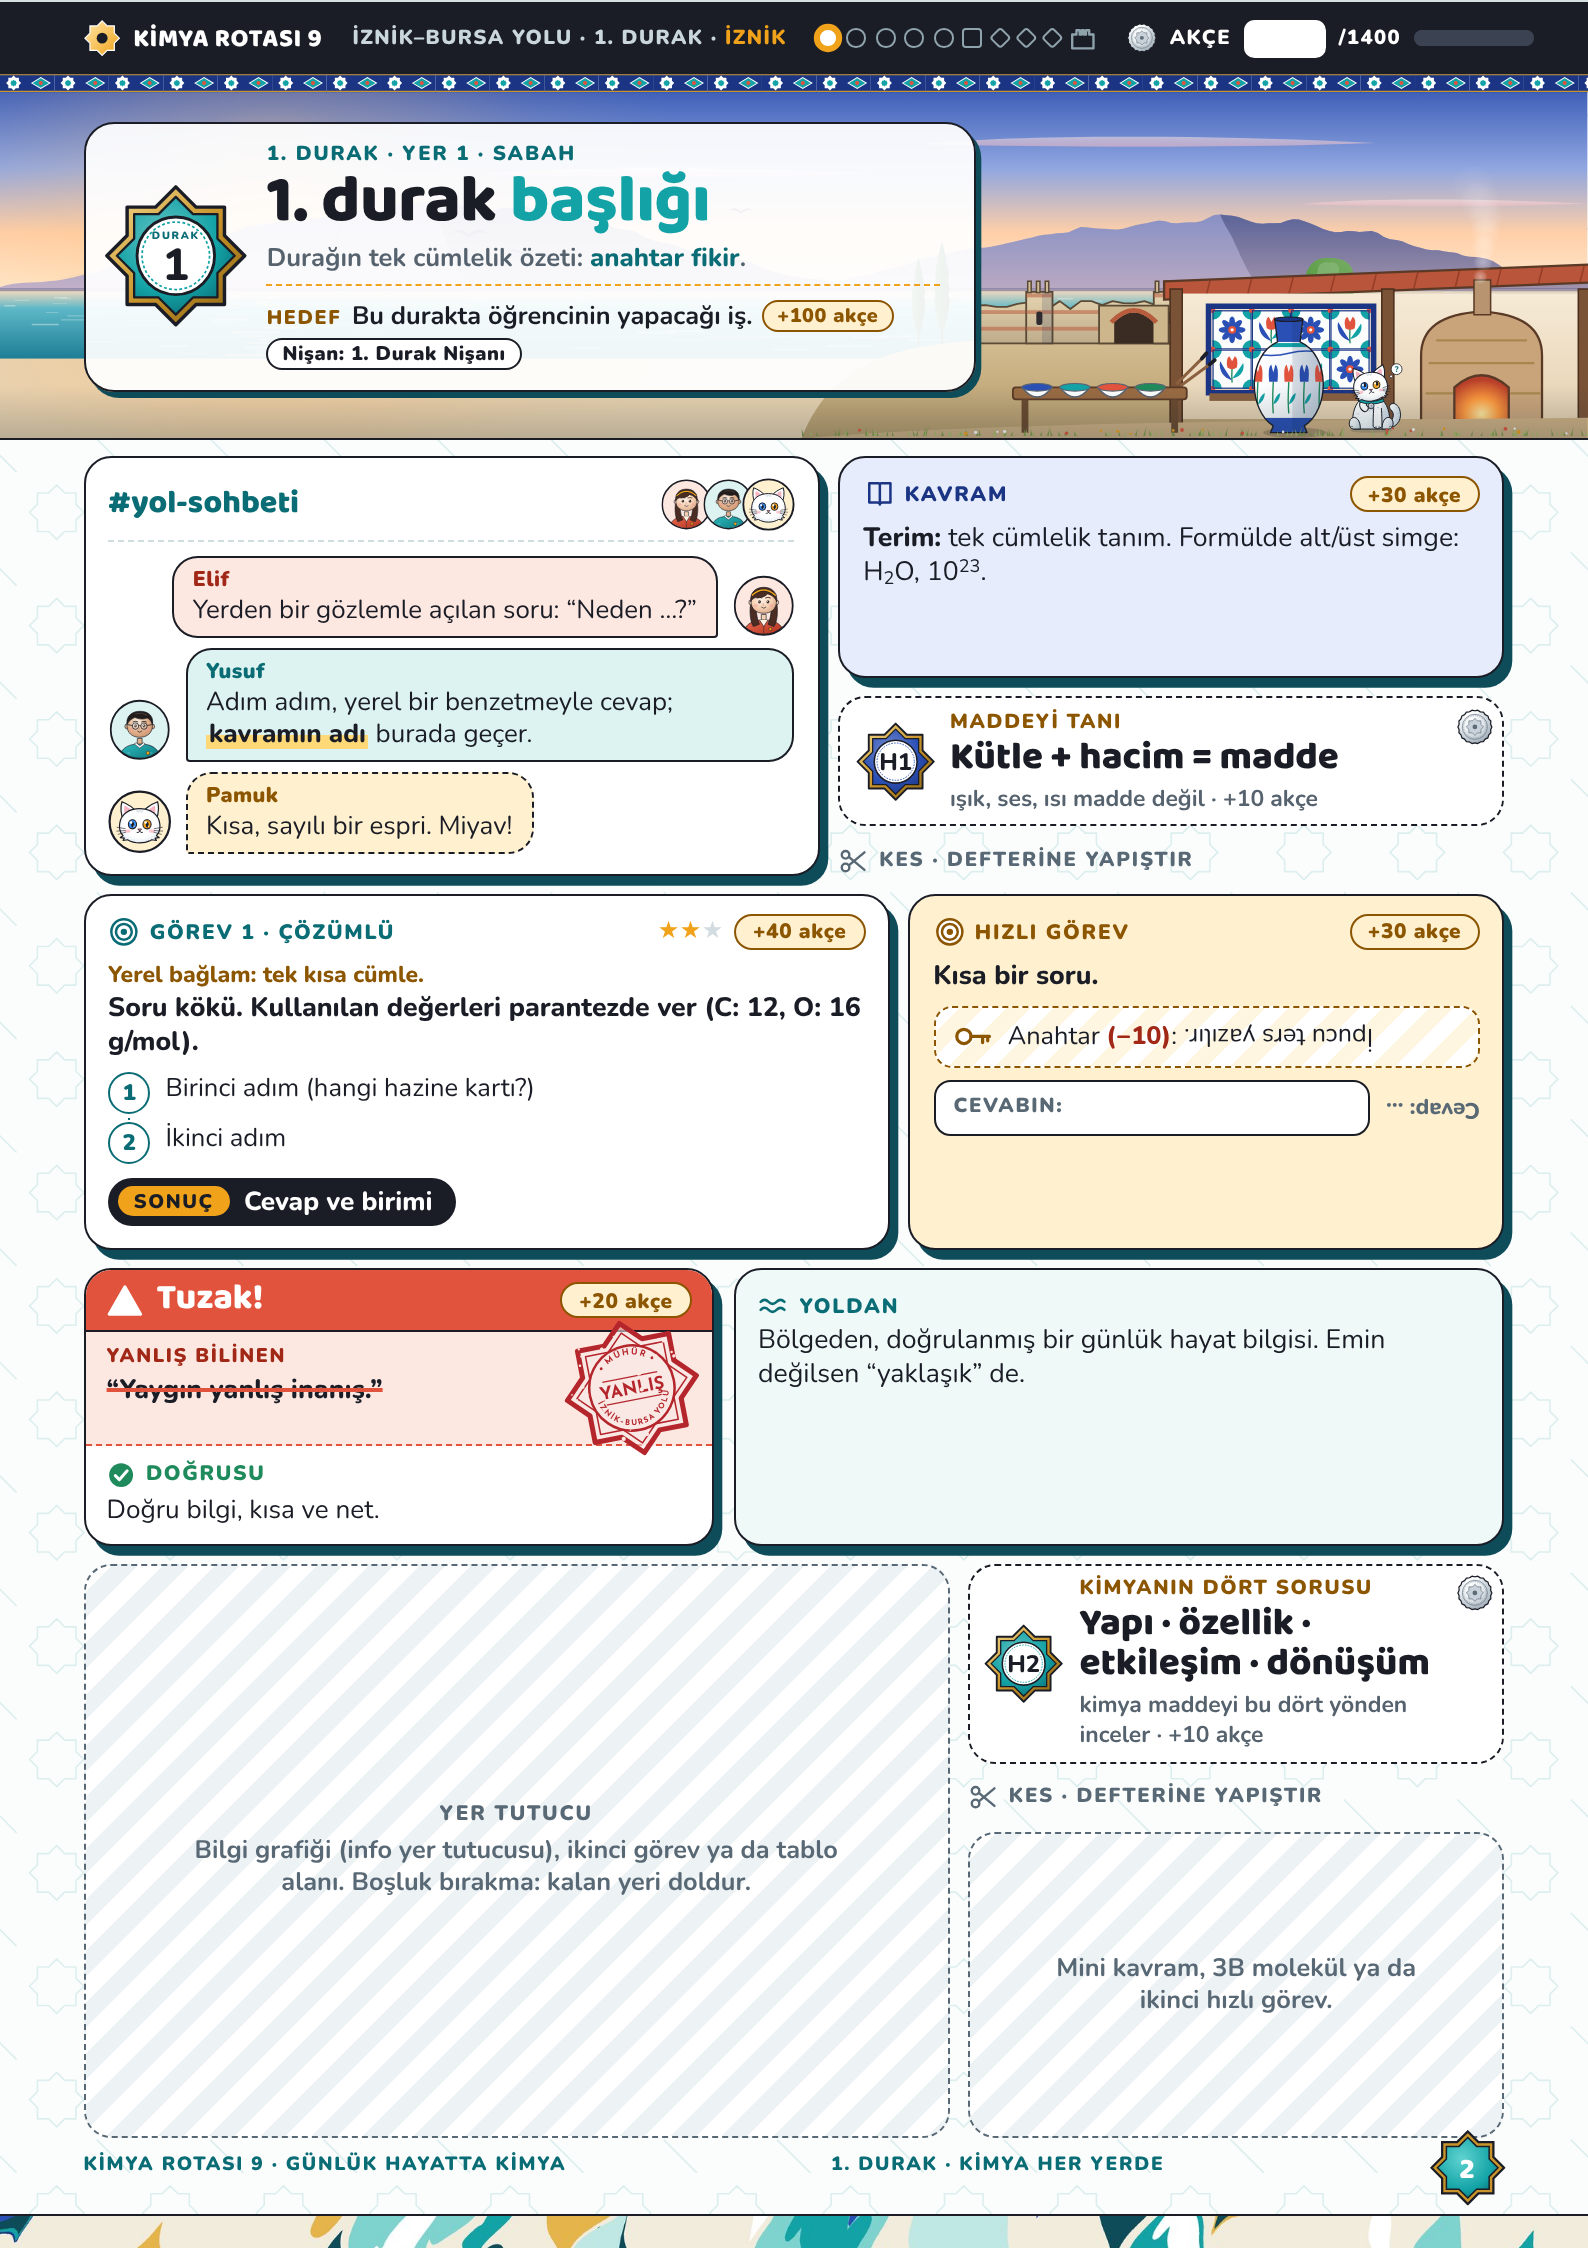 KİMYA ROTASI 9
İZNİK–BURSA YOLU · 1. DURAK · İZNİK
AKÇE /1400
1. DURAK · YER 1 · SABAH
1. durak başlığı
Durağın tek cümlelik özeti: anahtar fikir.
DURAK
1
HEDEF Bu durakta öğrencinin yapacağı iş. +100 akçe
Nişan: 1. Durak Nişanı
#yol-sohbeti
Elif
Yerden bir gözlemle açılan soru: “Neden ...?”
Yusuf
Adım adım, yerel bir benzetmeyle cevap;
kavramın adı burada geçer.
Pamuk
Kısa, sayılı bir espri. Miyav!
KAVRAM +30 akçe
Terim: tek cümlelik tanım. Formülde alt/üst simge:
H₂O, 10²³.
H1
MADDEYİ TANI
Kütle + hacim = madde
ışık, ses, ısı madde değil · +10 akçe
KES · DEFTERİNE YAPIŞTIR
GÖREV 1 · ÇÖZÜMLÜ ★★★ +40 akçe
Yerel bağlam: tek kısa cümle.
Soru kökü. Kullanılan değerleri parantezde ver (C: 12, O: 16
g/mol).
1 Birinci adım (hangi hazine kartı?)
2 İkinci adım
SONUÇ Cevap ve birimi
HIZLI GÖREV +30 akçe
Kısa bir soru.
Anahtar (−10): İpucu ters yazılır.
CEVABIN: Cevap: ...
Tuzak! +20 akçe
YANLIŞ BİLİNEN
“Yaygın yanlış inanış.”
MÜHÜR
YANLIŞ
İZNİK-BURSA YOLU
DOĞRUSU
Doğru bilgi, kısa ve net.
YOLDAN
Bölgeden, doğrulanmış bir günlük hayat bilgisi. Emin
değilsen “yaklaşık” de.
YER TUTUCU
Bilgi grafiği (info yer tutucusu), ikinci görev ya da tablo
alanı. Boşluk bırakma: kalan yeri doldur.
H2
KİMYANIN DÖRT SORUSU
Yapı · özellik ·
etkileşim · dönüşüm
kimya maddeyi bu dört yönden
inceler · +10 akçe
KES · DEFTERİNE YAPIŞTIR
Mini kavram, 3B molekül ya da
ikinci hızlı görev.
KİMYA ROTASI 9 · GÜNLÜK HAYATTA KİMYA
1. DURAK · KİMYA HER YERDE
2